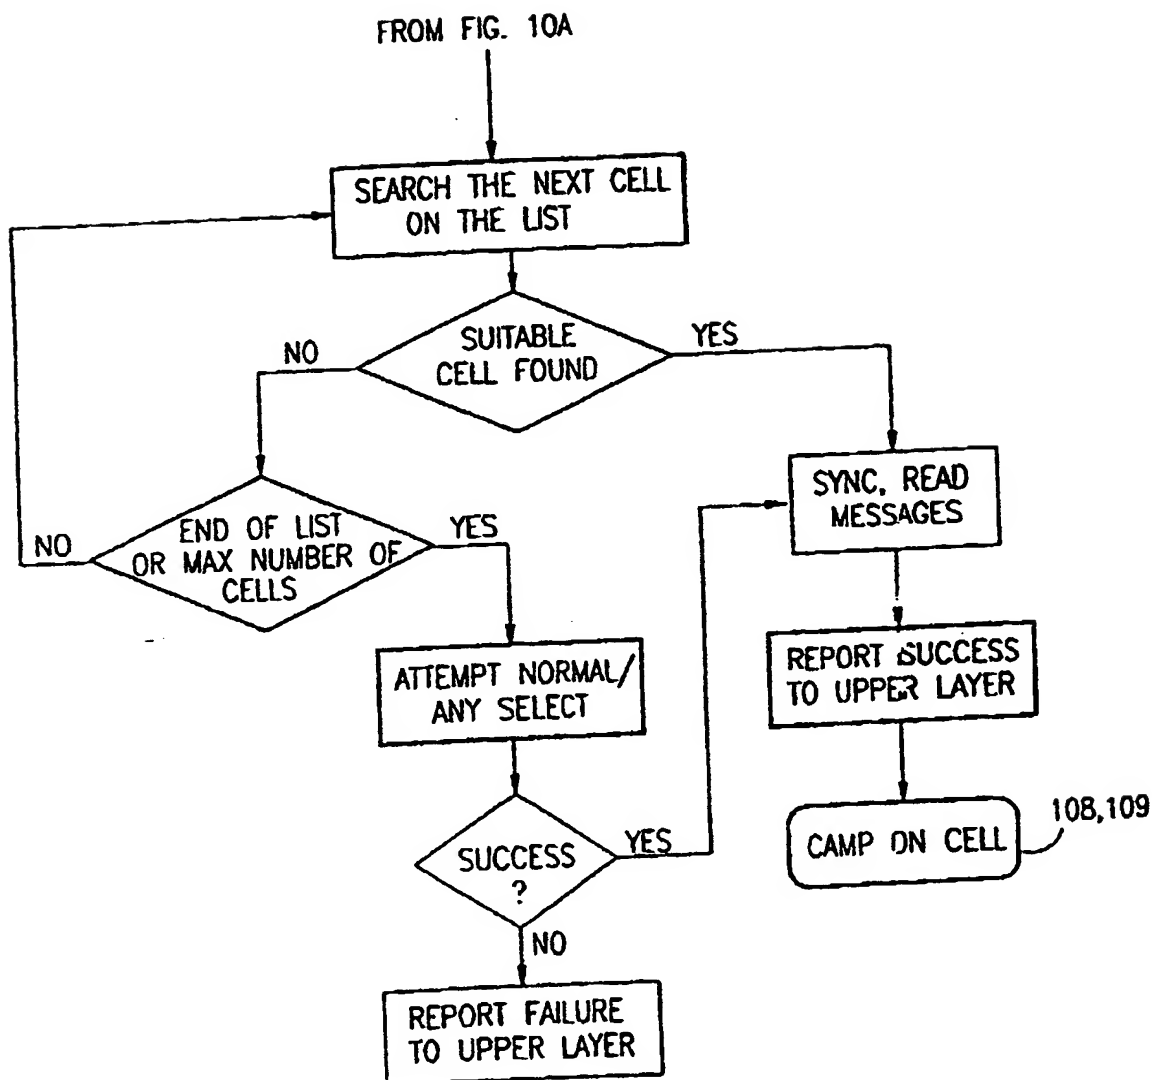 FROM FIG. 10A
SEARCH THE NEXT CELL
ON THE LIST
SUITABLE
CELL FOUND
NO
YES
END OF LIST
OR MAX NUMBER OF
CELLS
NO
YES
SYNC, READ
MESSAGES
ATTEMPT NORMAL/
ANY SELECT
REPORT SUCCESS
TO UPPER LAYER
SUCCESS
?
YES
NO
CAMP ON CELL
108,109
REPORT FAILURE
TO UPPER LAYER